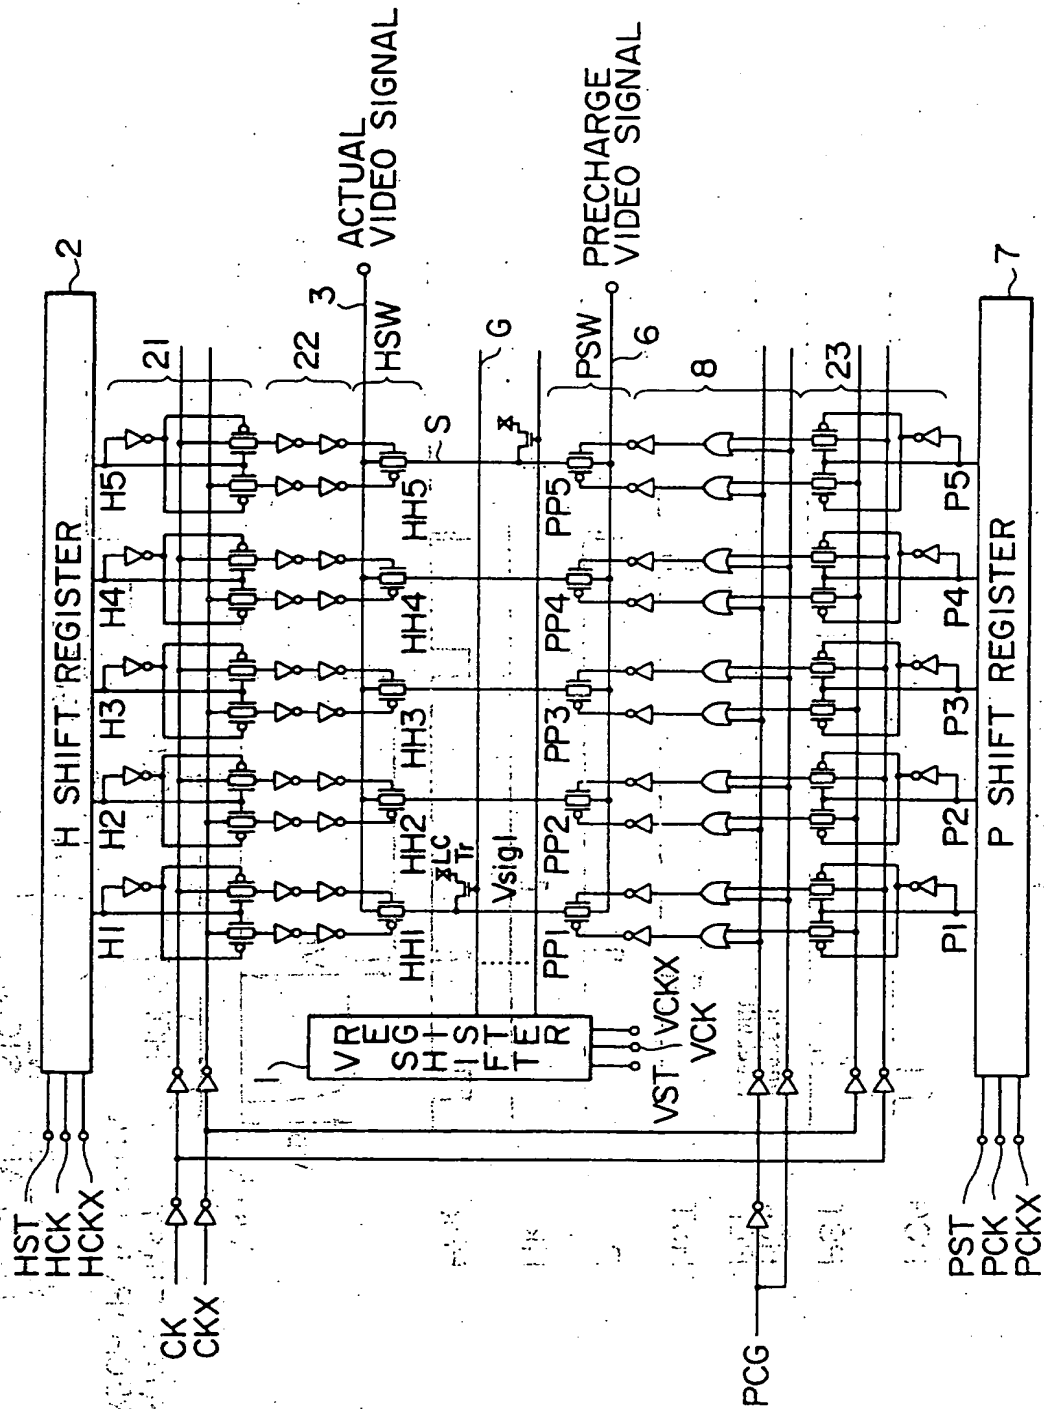 HST
HCK
HCKX
H SHIFT REGISTER
2
CK
CKX
H1
H2
H3
H4
H5
21
22
3
ACTUAL
VIDEO SIGNAL
HSW
HH1
HH2
HH3
HH4
HH5
S
G
1
V SHIFT
REGISTER
LC
Tr
Vsig1
VST
VCK
VCKX
PP1
PP2
PP3
PP4
PP5
PSW
PRECHARGE
VIDEO SIGNAL
6
8
23
PCG
P1
P2
P3
P4
P5
P SHIFT REGISTER
7
PST
PCK
PCKX